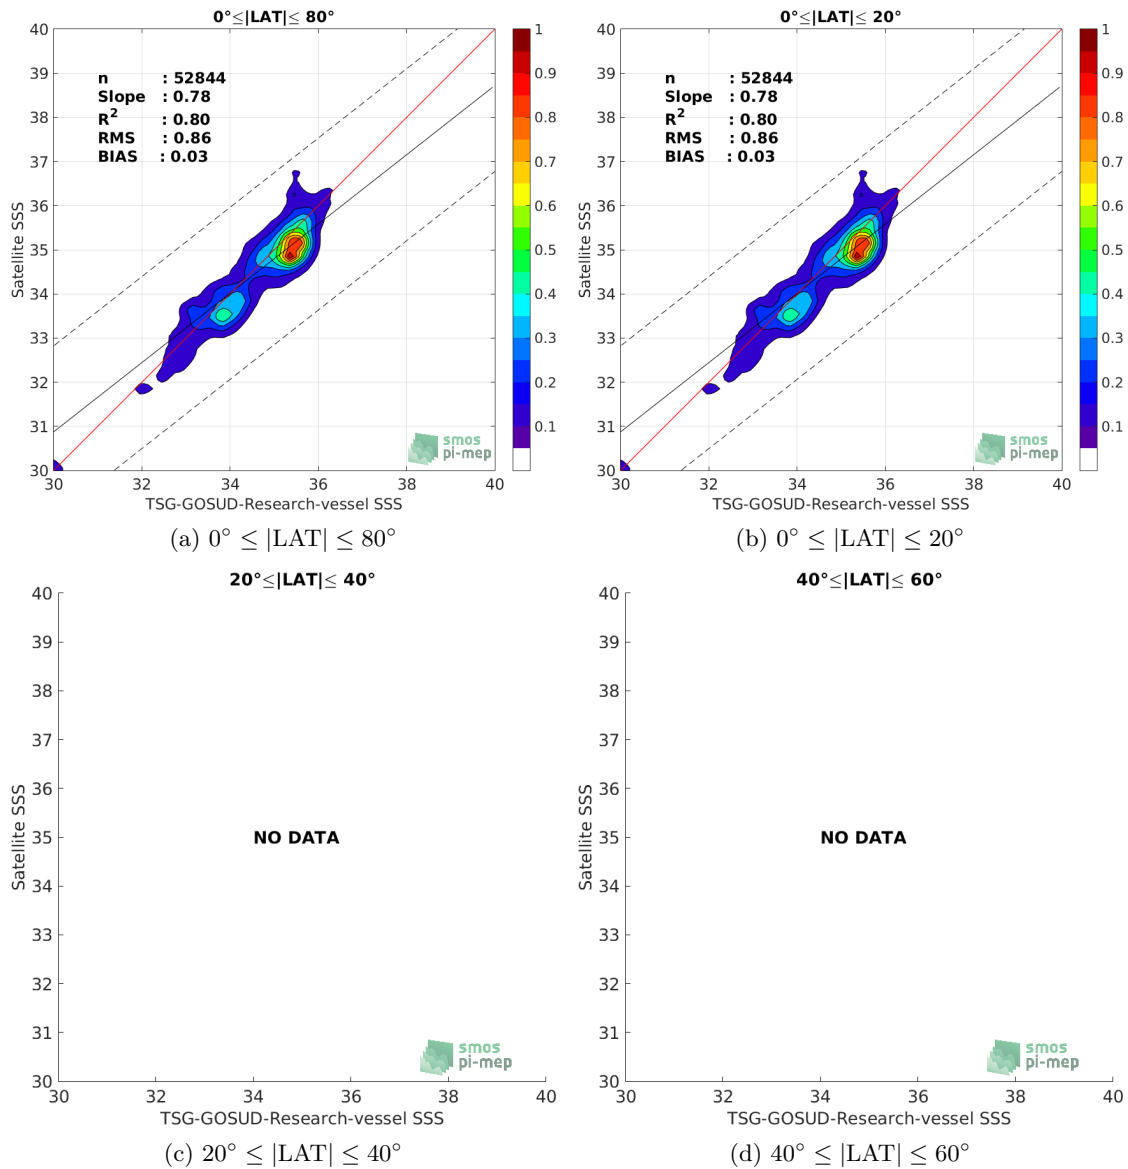 0°≤|LAT|≤ 80°
40
39
38
37
36
35
34
33
32
31
30
Satellite SSS
n : 52844
Slope : 0.78
R² : 0.80
RMS : 0.86
BIAS : 0.03
smos
pi-mep
30 32 34 36 38 40
TSG-GOSUD-Research-vessel SSS
1
0.9
0.8
0.7
0.6
0.5
0.4
0.3
0.2
0.1
(a) 0° ≤ |LAT| ≤ 80°
0°≤|LAT|≤ 20°
40
39
38
37
36
35
34
33
32
31
30
Satellite SSS
n : 52844
Slope : 0.78
R² : 0.80
RMS : 0.86
BIAS : 0.03
smos
pi-mep
30 32 34 36 38 40
TSG-GOSUD-Research-vessel SSS
1
0.9
0.8
0.7
0.6
0.5
0.4
0.3
0.2
0.1
(b) 0° ≤ |LAT| ≤ 20°
20°≤|LAT|≤ 40°
40
39
38
37
36
35
34
33
32
31
30
Satellite SSS
NO DATA
smos
pi-mep
30 32 34 36 38 40
TSG-GOSUD-Research-vessel SSS
(c) 20° ≤ |LAT| ≤ 40°
40°≤|LAT|≤ 60°
40
39
38
37
36
35
34
33
32
31
30
Satellite SSS
NO DATA
smos
pi-mep
30 32 34 36 38 40
TSG-GOSUD-Research-vessel SSS
(d) 40° ≤ |LAT| ≤ 60°